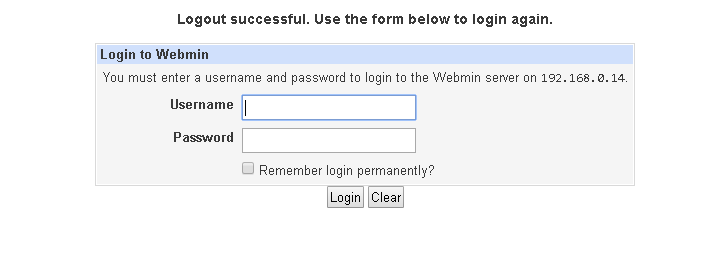 Logout successful. Use the form below to login again.
Login to Webmin
You must enter a username and password to login to the Webmin server on 192.168.0.14.
Username
Password
Remember login permanently?
Login Clear